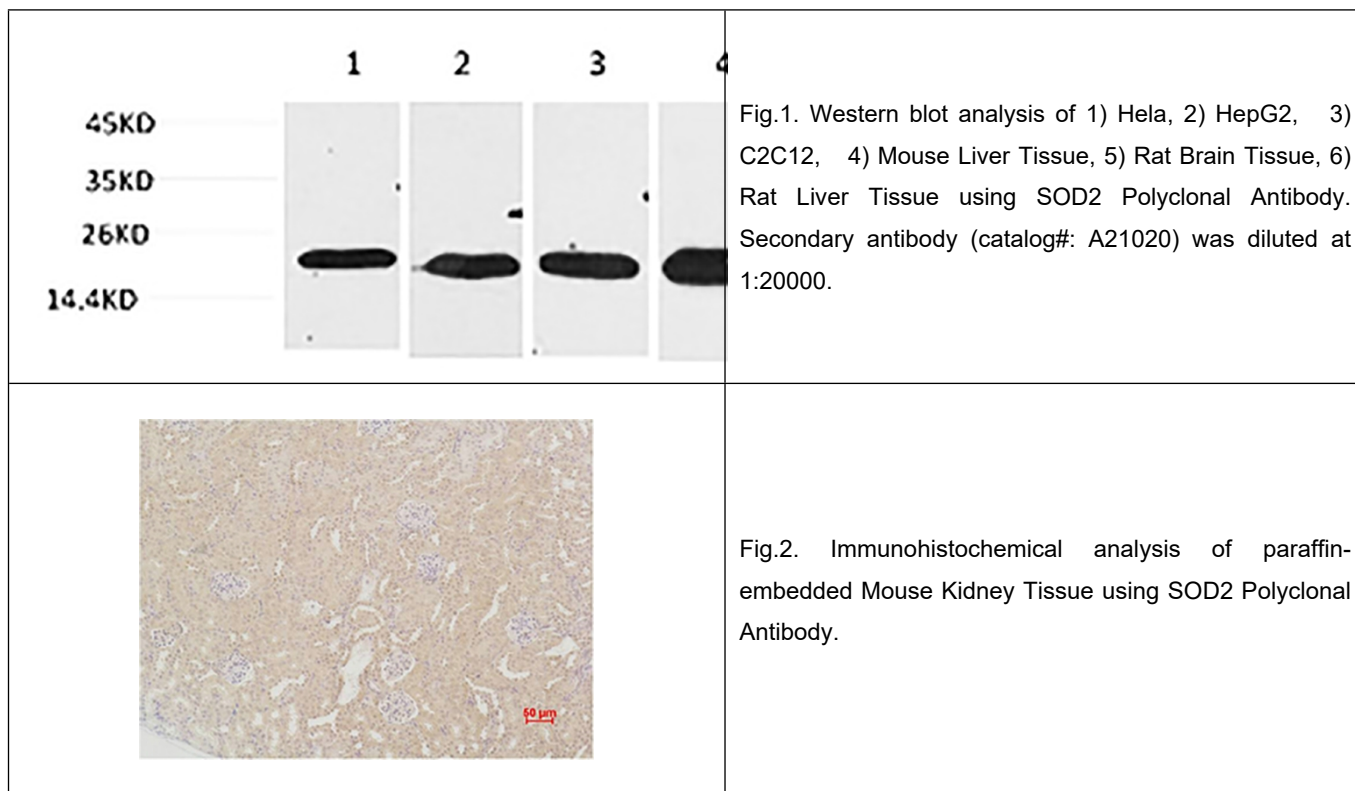 1 2 3 4
45KD
35KD
26KD
14.4KD
Fig.1. Western blot analysis of 1) Hela, 2) HepG2, 3)
C2C12, 4) Mouse Liver Tissue, 5) Rat Brain Tissue, 6)
Rat Liver Tissue using SOD2 Polyclonal Antibody.
Secondary antibody (catalog#: A21020) was diluted at
1:20000.
50 μm
Fig.2. Immunohistochemical analysis of paraffin-
embedded Mouse Kidney Tissue using SOD2 Polyclonal
Antibody.